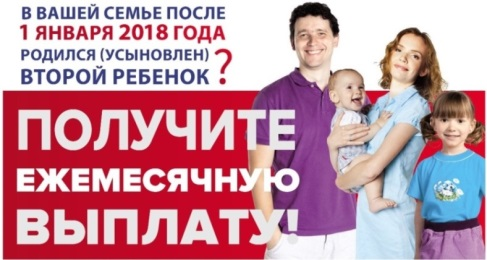 В ВАШЕЙ СЕМЬЕ ПОСЛЕ
1 ЯНВАРЯ 2018 ГОДА
РОДИЛСЯ (УСЫНОВЛЕН)
ВТОРОЙ РЕБЕНОК ?
ПОЛУЧИТЕ
ЕЖЕМЕСЯЧНУЮ
ВЫПЛАТУ!